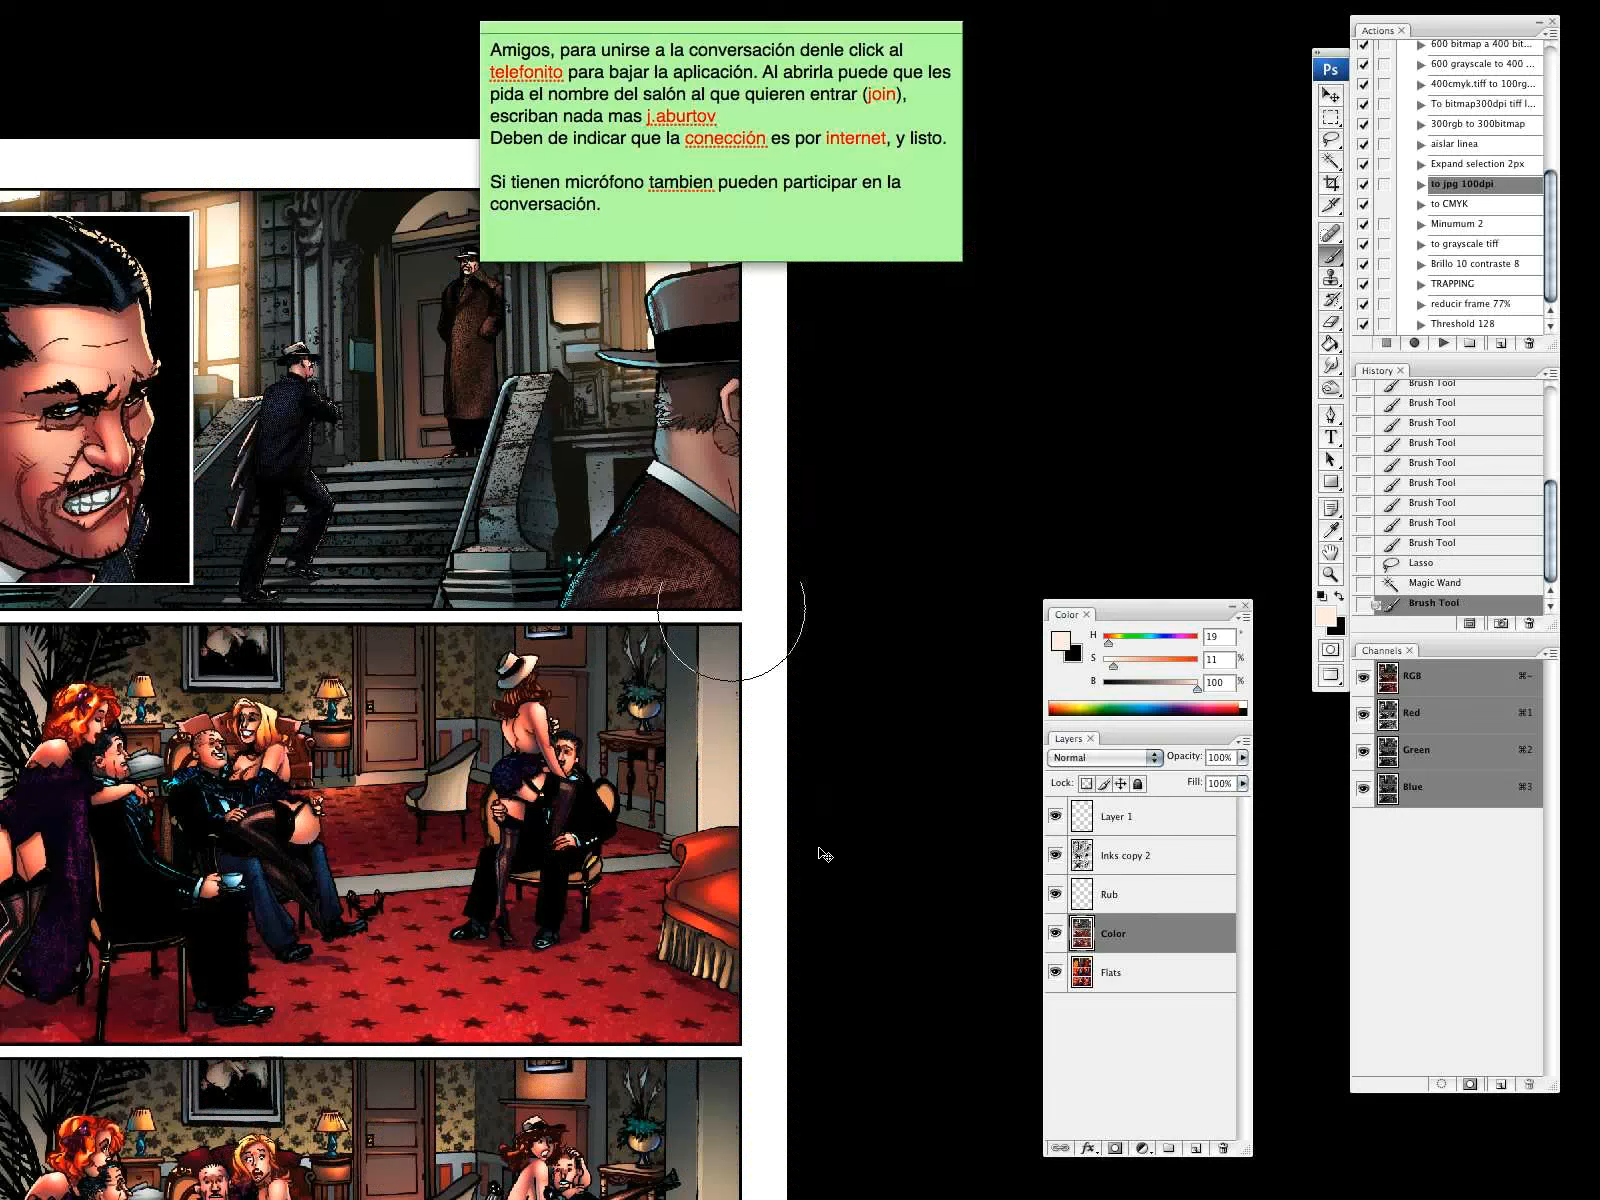 Amigos, para unirse a la conversación denle click al
telefonito para bajar la aplicación. Al abrirla puede que les
pida el nombre del salón al que quieren entrar (join),
escriban nada mas j.aburtov
Deben de indicar que la conección es por internet, y listo.
Si tienen micrófono tambien pueden participar en la
conversación.
Actions
600 bitmap a 400 bit...
600 grayscale to 400 ...
400cmyk.tiff to 100rg...
To bitmap300dpi tiff l...
300rgb to 300bitmap
aislar linea
Expand selection 2px
to jpg 100dpi
to CMYK
Minumum 2
to grayscale tiff
Brillo 10 contraste 8
TRAPPING
reducir frame 77%
Threshold 128
Ps
T
History
Brush Tool
Brush Tool
Brush Tool
Brush Tool
Brush Tool
Brush Tool
Brush Tool
Brush Tool
Brush Tool
Lasso
Magic Wand
Brush Tool
Channels
RGB ⌘~
Red ⌘1
Green ⌘2
Blue ⌘3
Color
H 19 °
S 11 %
B 100 %
Layers
Normal Opacity: 100%
Lock: Fill: 100%
Layer 1
Inks copy 2
Rub
Color
Flats
fx